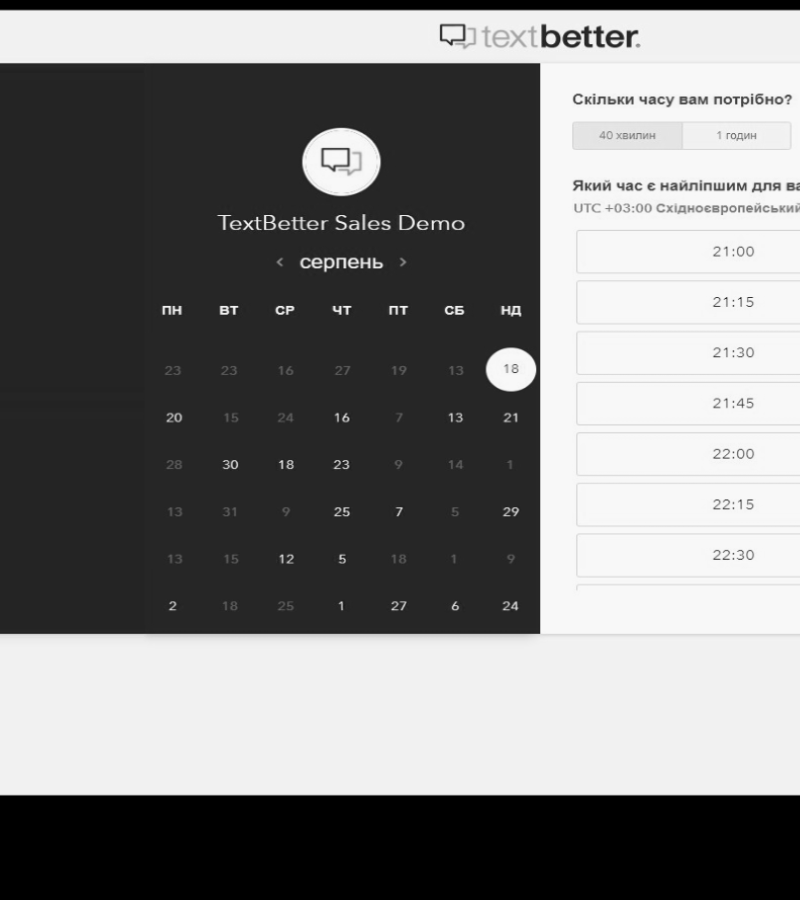 textbetter.
TextBetter Sales Demo
‹ серпень ›
ПН ВТ СР ЧТ ПТ СБ НД
23 23 16 27 19 13 18
20 15 24 16 7 13 21
28 30 18 23 9 14 1
13 31 9 25 7 5 29
13 15 12 5 18 1 9
2 18 25 1 27 6 24
Скільки часу вам потрібно?
40 хвилин 1 годин
Який час є найліпшим для
UTC +03:00 Східноєвропейський
21:00
21:15
21:30
21:45
22:00
22:15
22:30